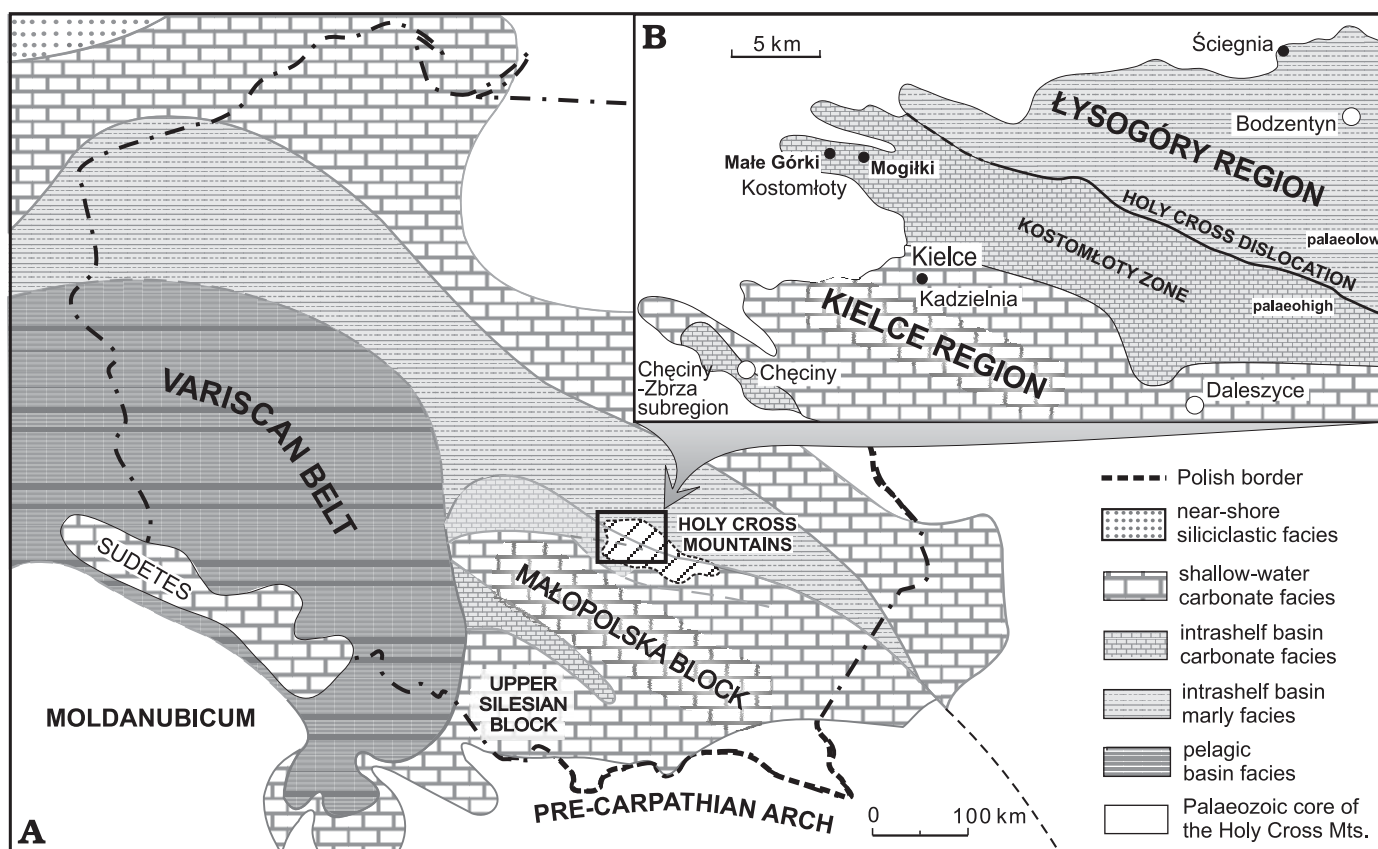 B
5 km
Ściegnia
ŁYSOGÓRY REGION
Bodzentyn
Małe Górki
Mogiłki
Kostomłoty
HOLY CROSS DISLOCATION
palaeolow
KOSTOMŁOTY ZONE
palaeohigh
Kielce
Kadzielnia
KIELCE REGION
Chęciny
-Zbrza
subregion
Chęciny
Daleszyce
VARISCAN BELT
SUDETES
MOLDANUBICUM
HOLY CROSS
MOUNTAINS
MAŁOPOLSKA BLOCK
UPPER
SILESIAN
BLOCK
PRE-CARPATHIAN ARCH
0 100 km
A
Polish border
near-shore
siliciclastic facies
shallow-water
carbonate facies
intrashelf basin
carbonate facies
intrashelf basin
marly facies
pelagic
basin facies
Palaeozoic core of
the Holy Cross Mts.